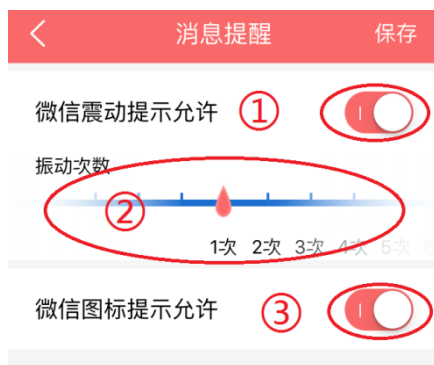 消息提醒 保存
微信震动提示允许 ①
振动次数
②
1次 2次 3次 4次 5次
微信图标提示允许 ③